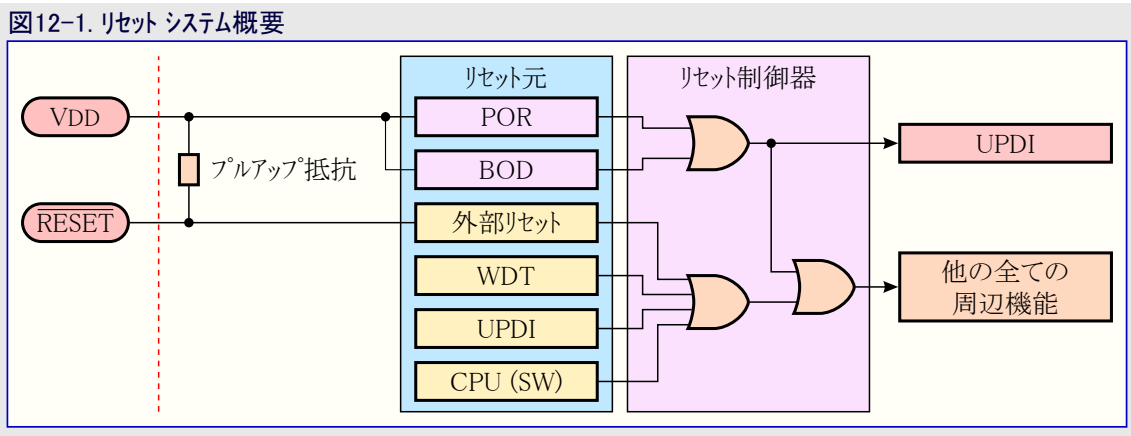 図12-1. リセット システム概要
リセット元
リセット制御器
VDD
POR
UPDI
プルアップ抵抗
BOD
RESET
外部リセット
WDT
他の全ての
周辺機能
UPDI
CPU (SW)